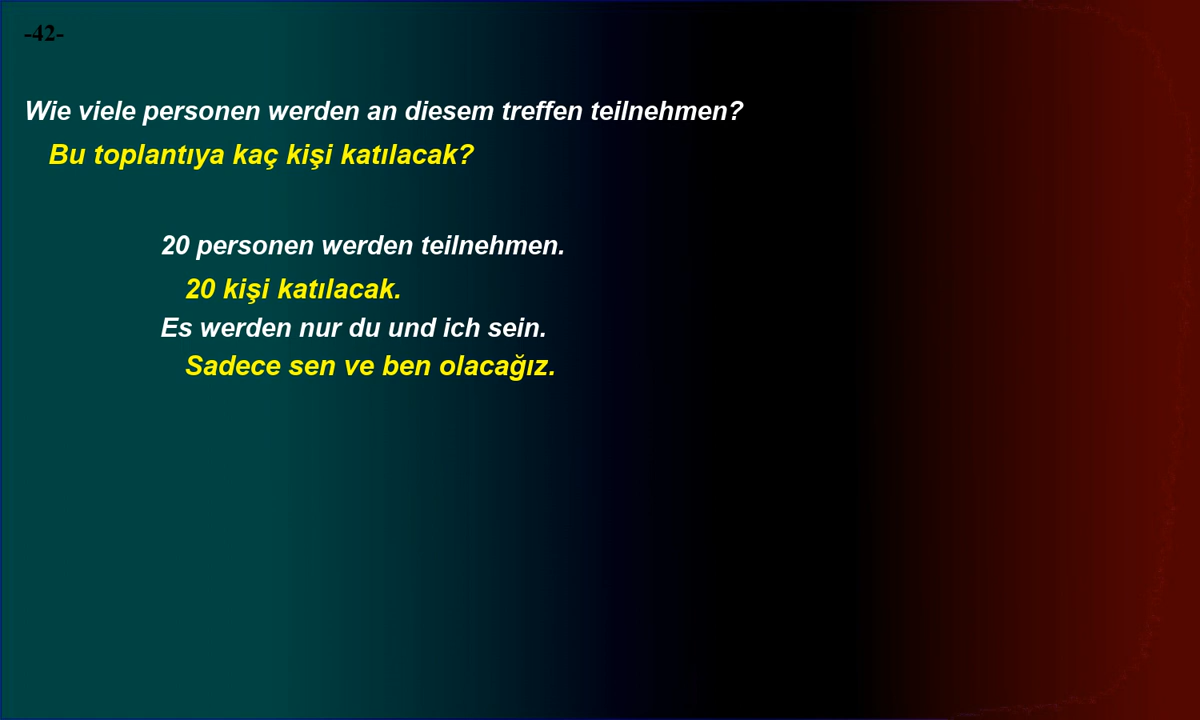 -42-
Wie viele personen werden an diesem treffen teilnehmen?
Bu toplantıya kaç kişi katılacak?
20 personen werden teilnehmen.
20 kişi katılacak.
Es werden nur du und ich sein.
Sadece sen ve ben olacağız.